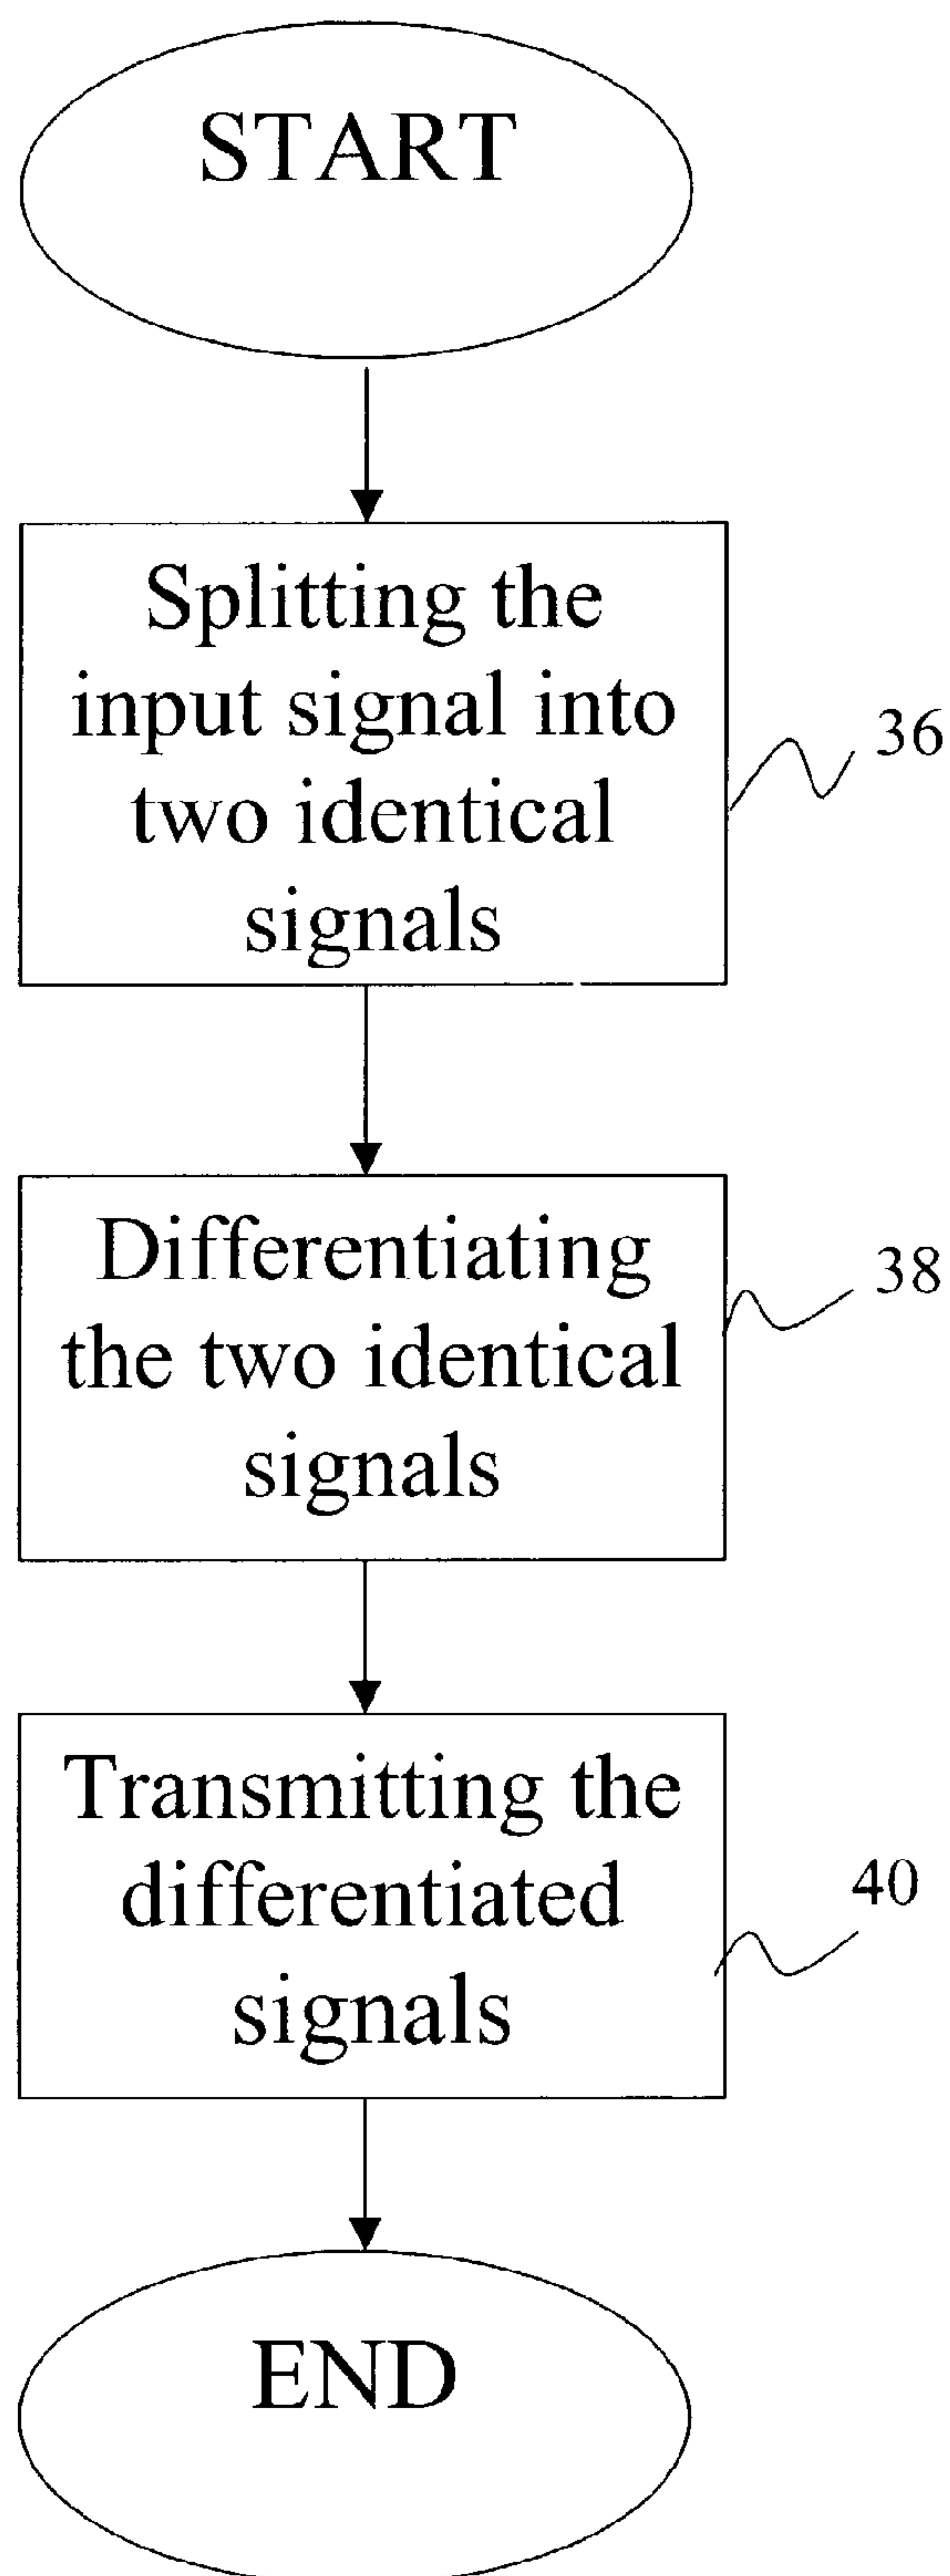 START
Splitting the
input signal into
two identical
signals
36
Differentiating
the two identical
signals
38
Transmitting the
differentiated
signals
40
END